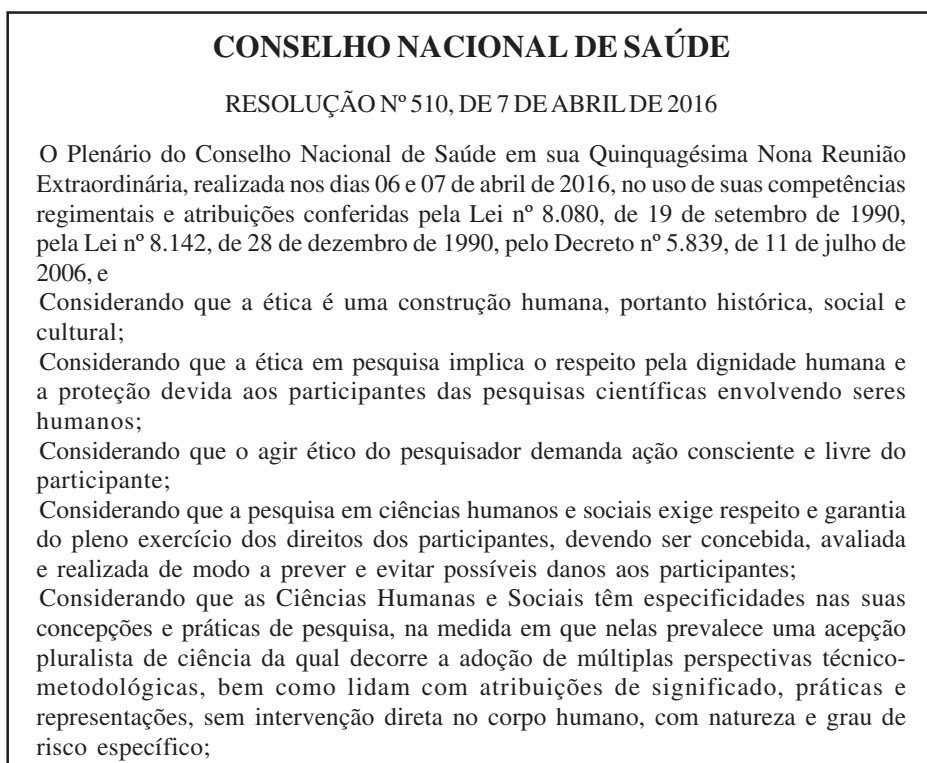 CONSELHO NACIONAL DE SAÚDE
RESOLUÇÃO Nº 510, DE 7 DE ABRIL DE 2016
O Plenário do Conselho Nacional de Saúde em sua Quinquagésima Nona Reunião
Extraordinária, realizada nos dias 06 e 07 de abril de 2016, no uso de suas competências
regimentais e atribuições conferidas pela Lei nº 8.080, de 19 de setembro de 1990,
pela Lei nº 8.142, de 28 de dezembro de 1990, pelo Decreto nº 5.839, de 11 de julho de
2006, e
Considerando que a ética é uma construção humana, portanto histórica, social e
cultural;
Considerando que a ética em pesquisa implica o respeito pela dignidade humana e
a proteção devida aos participantes das pesquisas científicas envolvendo seres
humanos;
Considerando que o agir ético do pesquisador demanda ação consciente e livre do
participante;
Considerando que a pesquisa em ciências humanos e sociais exige respeito e garantia
do pleno exercício dos direitos dos participantes, devendo ser concebida, avaliada
e realizada de modo a prever e evitar possíveis danos aos participantes;
Considerando que as Ciências Humanas e Sociais têm especificidades nas suas
concepções e práticas de pesquisa, na medida em que nelas prevalece uma acepção
pluralista de ciência da qual decorre a adoção de múltiplas perspectivas técnico-
metodológicas, bem como lidam com atribuições de significado, práticas e
representações, sem intervenção direta no corpo humano, com natureza e grau de
risco específico;